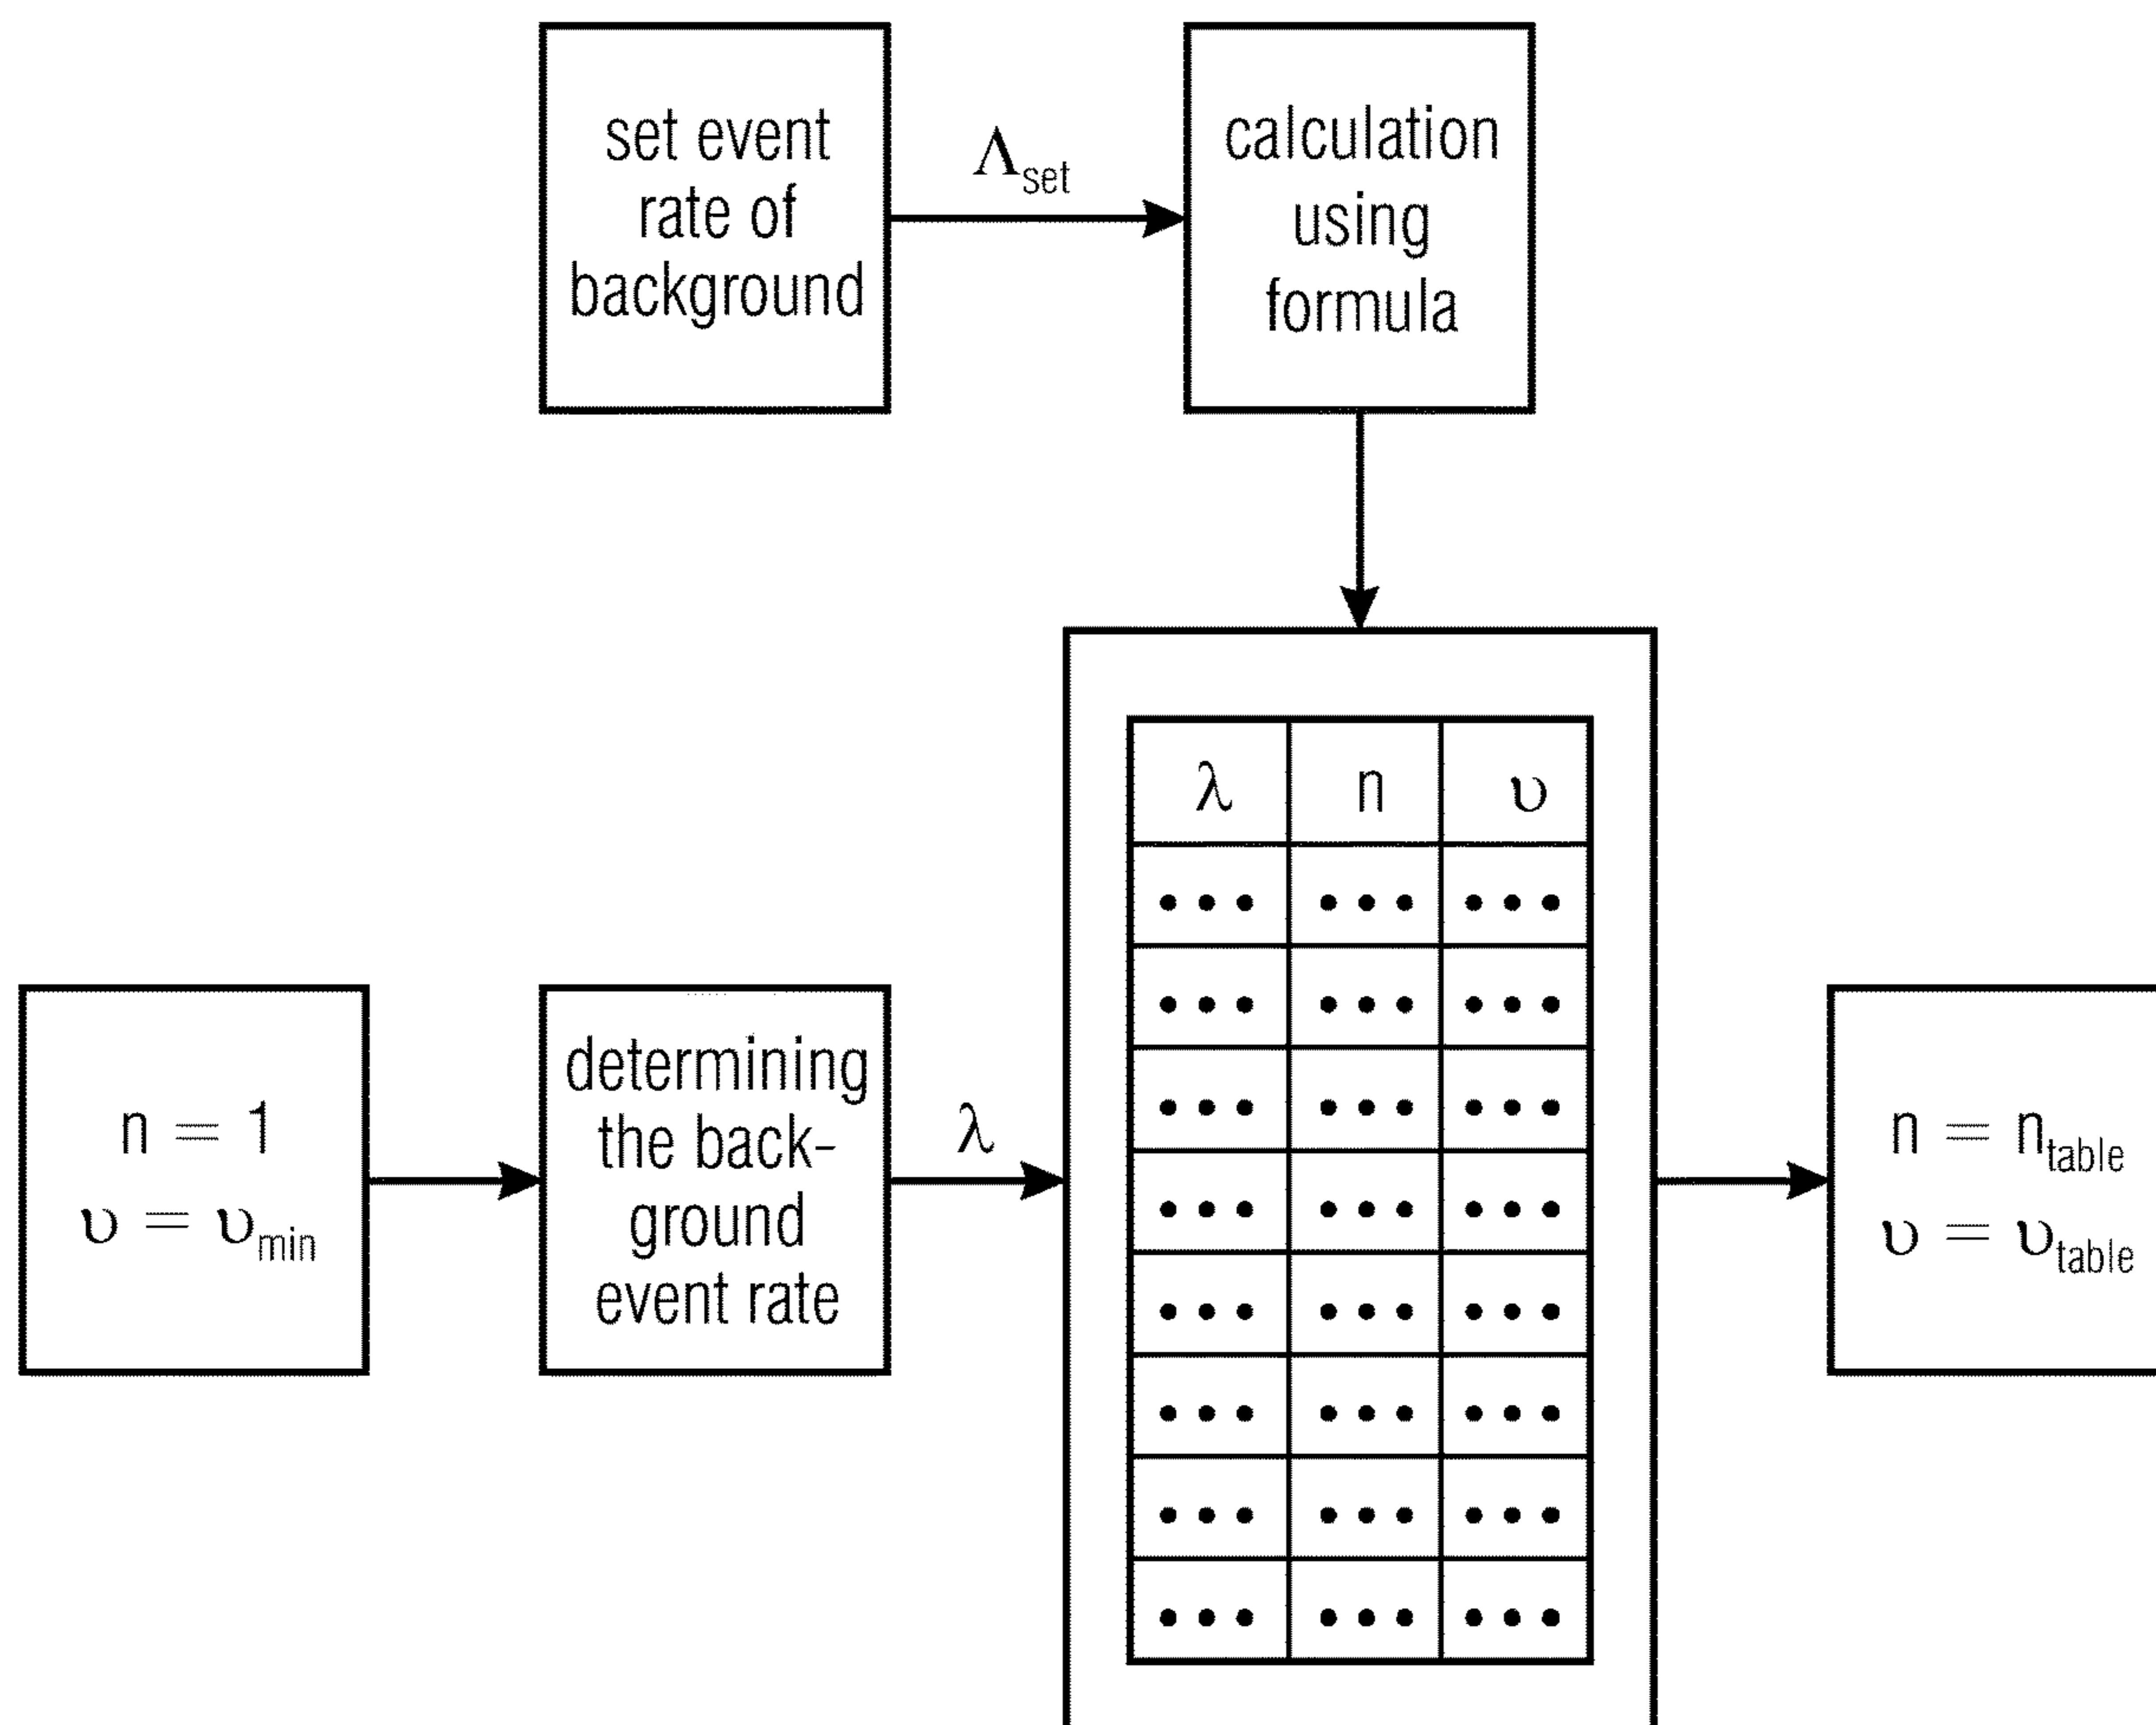 set event
rate of
background
Λset
calculation
using
formula
λ n υ
• • • • • • • • •
• • • • • • • • •
• • • • • • • • •
• • • • • • • • •
• • • • • • • • •
• • • • • • • • •
• • • • • • • • •
• • • • • • • • •
n = 1
υ = υmin
determining
the back-
ground
event rate
λ
n = ntable
υ = υtable